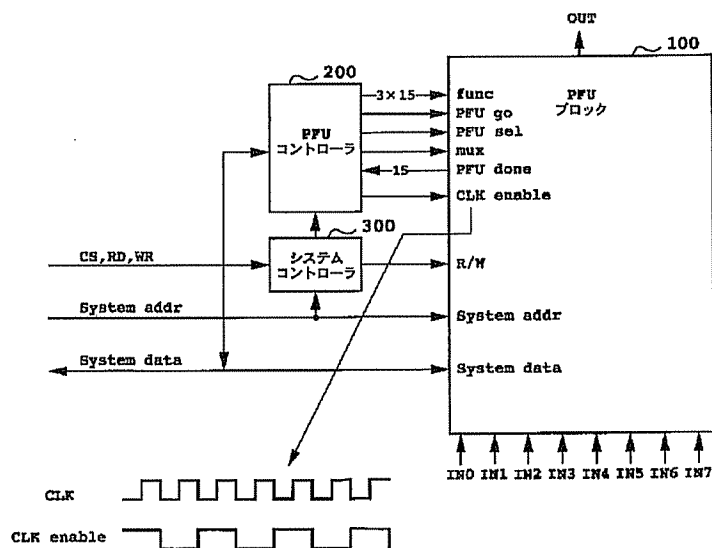 OUT
100
200
3×15
func
PFU
ブロック
PFU go
PFU
コントローラ
PFU sel
mux
15
PFU done
CLK enable
300
CS,RD,WR
システム
コントローラ
R/W
System addr
System addr
System data
System data
IN0 IN1 IN2 IN3 IN4 IN5 IN6 IN7
CLK
CLK enable